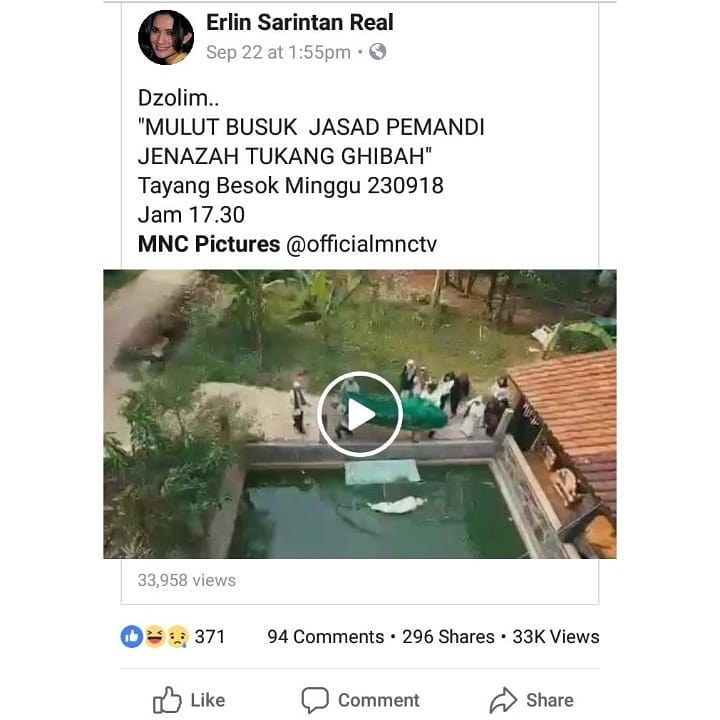 Erlin Sarintan Real
Sep 22 at 1:55pm •
Dzolim..
"MULUT BUSUK JASAD PEMANDI
JENAZAH TUKANG GHIBAH"
Tayang Besok Minggu 230918
Jam 17.30
MNC Pictures @officialmnctv
33,958 views
371 94 Comments • 296 Shares • 33K Views
Like Comment Share